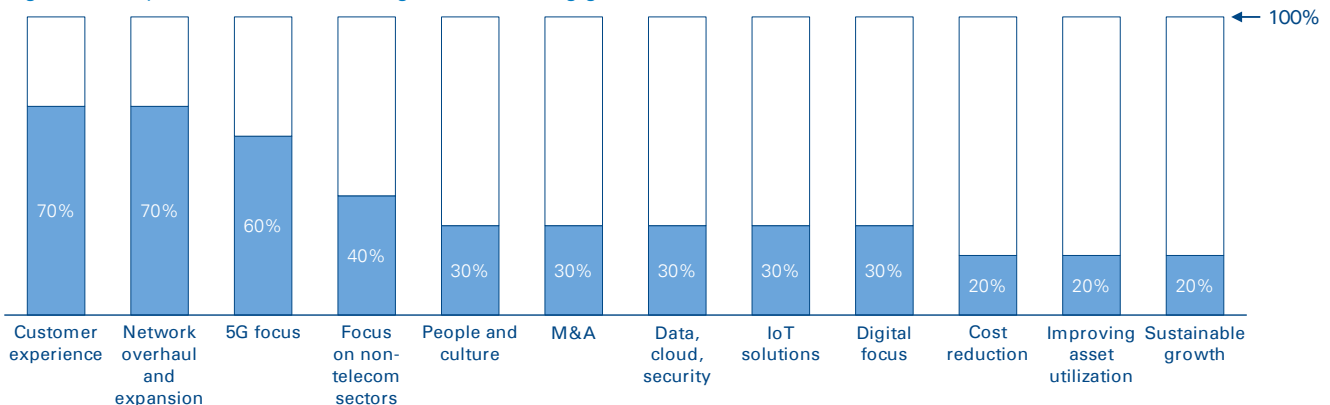 100%
70%
70%
60%
40%
30%
30%
30%
30%
30%
20%
20%
20%
Customer
experience
Network
overhaul
and
expansion
5G focus
Focus
on non-
telecom
sectors
People and
culture
M&A
Data,
cloud,
security
IoT
solutions
Digital
focus
Cost
reduction
Improving
asset
utilization
Sustainable
growth